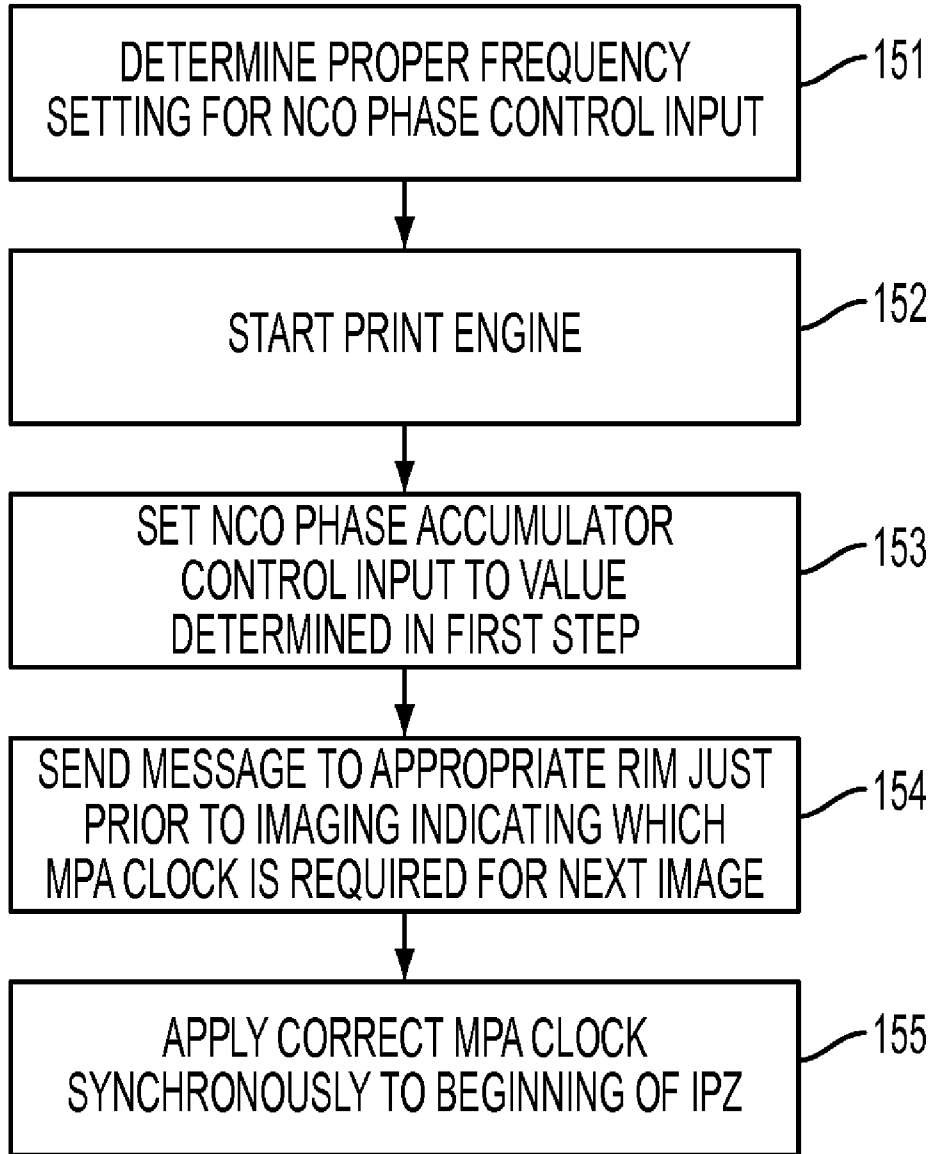 DETERMINE PROPER FREQUENCY
SETTING FOR NCO PHASE CONTROL INPUT
151
START PRINT ENGINE
152
SET NCO PHASE ACCUMULATOR
CONTROL INPUT TO VALUE
DETERMINED IN FIRST STEP
153
SEND MESSAGE TO APPROPRIATE RIM JUST
PRIOR TO IMAGING INDICATING WHICH
MPA CLOCK IS REQUIRED FOR NEXT IMAGE
154
APPLY CORRECT MPA CLOCK
SYNCHRONOUSLY TO BEGINNING OF IPZ
155